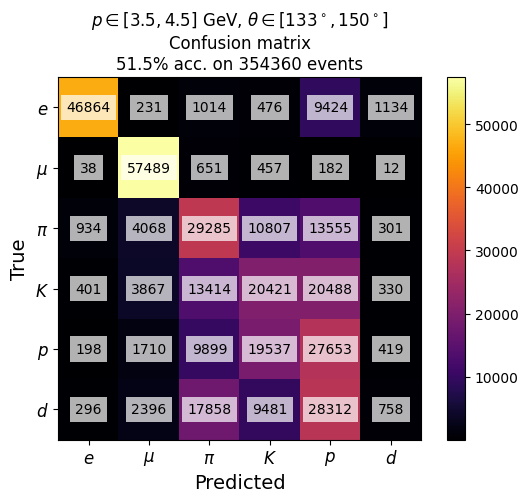 p ∈ [3.5, 4.5] GeV, θ ∈ [133°, 150°]
Confusion matrix
51.5% acc. on 354360 events
e 46864 231 1014 476 9424 1134
μ 38 57489 651 457 182 12
π 934 4068 29285 10807 13555 301
K 401 3867 13414 20421 20488 330
p 198 1710 9899 19537 27653 419
d 296 2396 17858 9481 28312 758
e μ π K p d
True
Predicted
50000
40000
30000
20000
10000